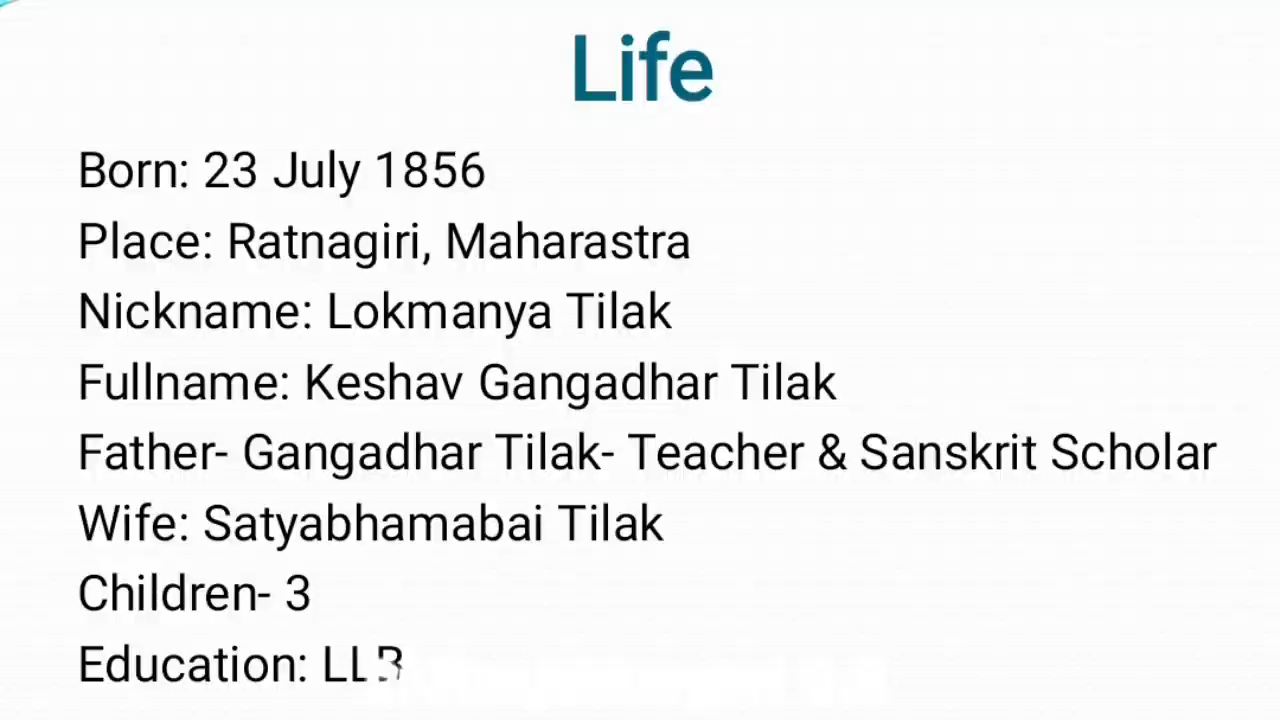 Life
Born: 23 July 1856
Place: Ratnagiri, Maharastra
Nickname: Lokmanya Tilak
Fullname: Keshav Gangadhar Tilak
Father- Gangadhar Tilak- Teacher & Sanskrit Scholar
Wife: Satyabhamabai Tilak
Children- 3
Education: LLB